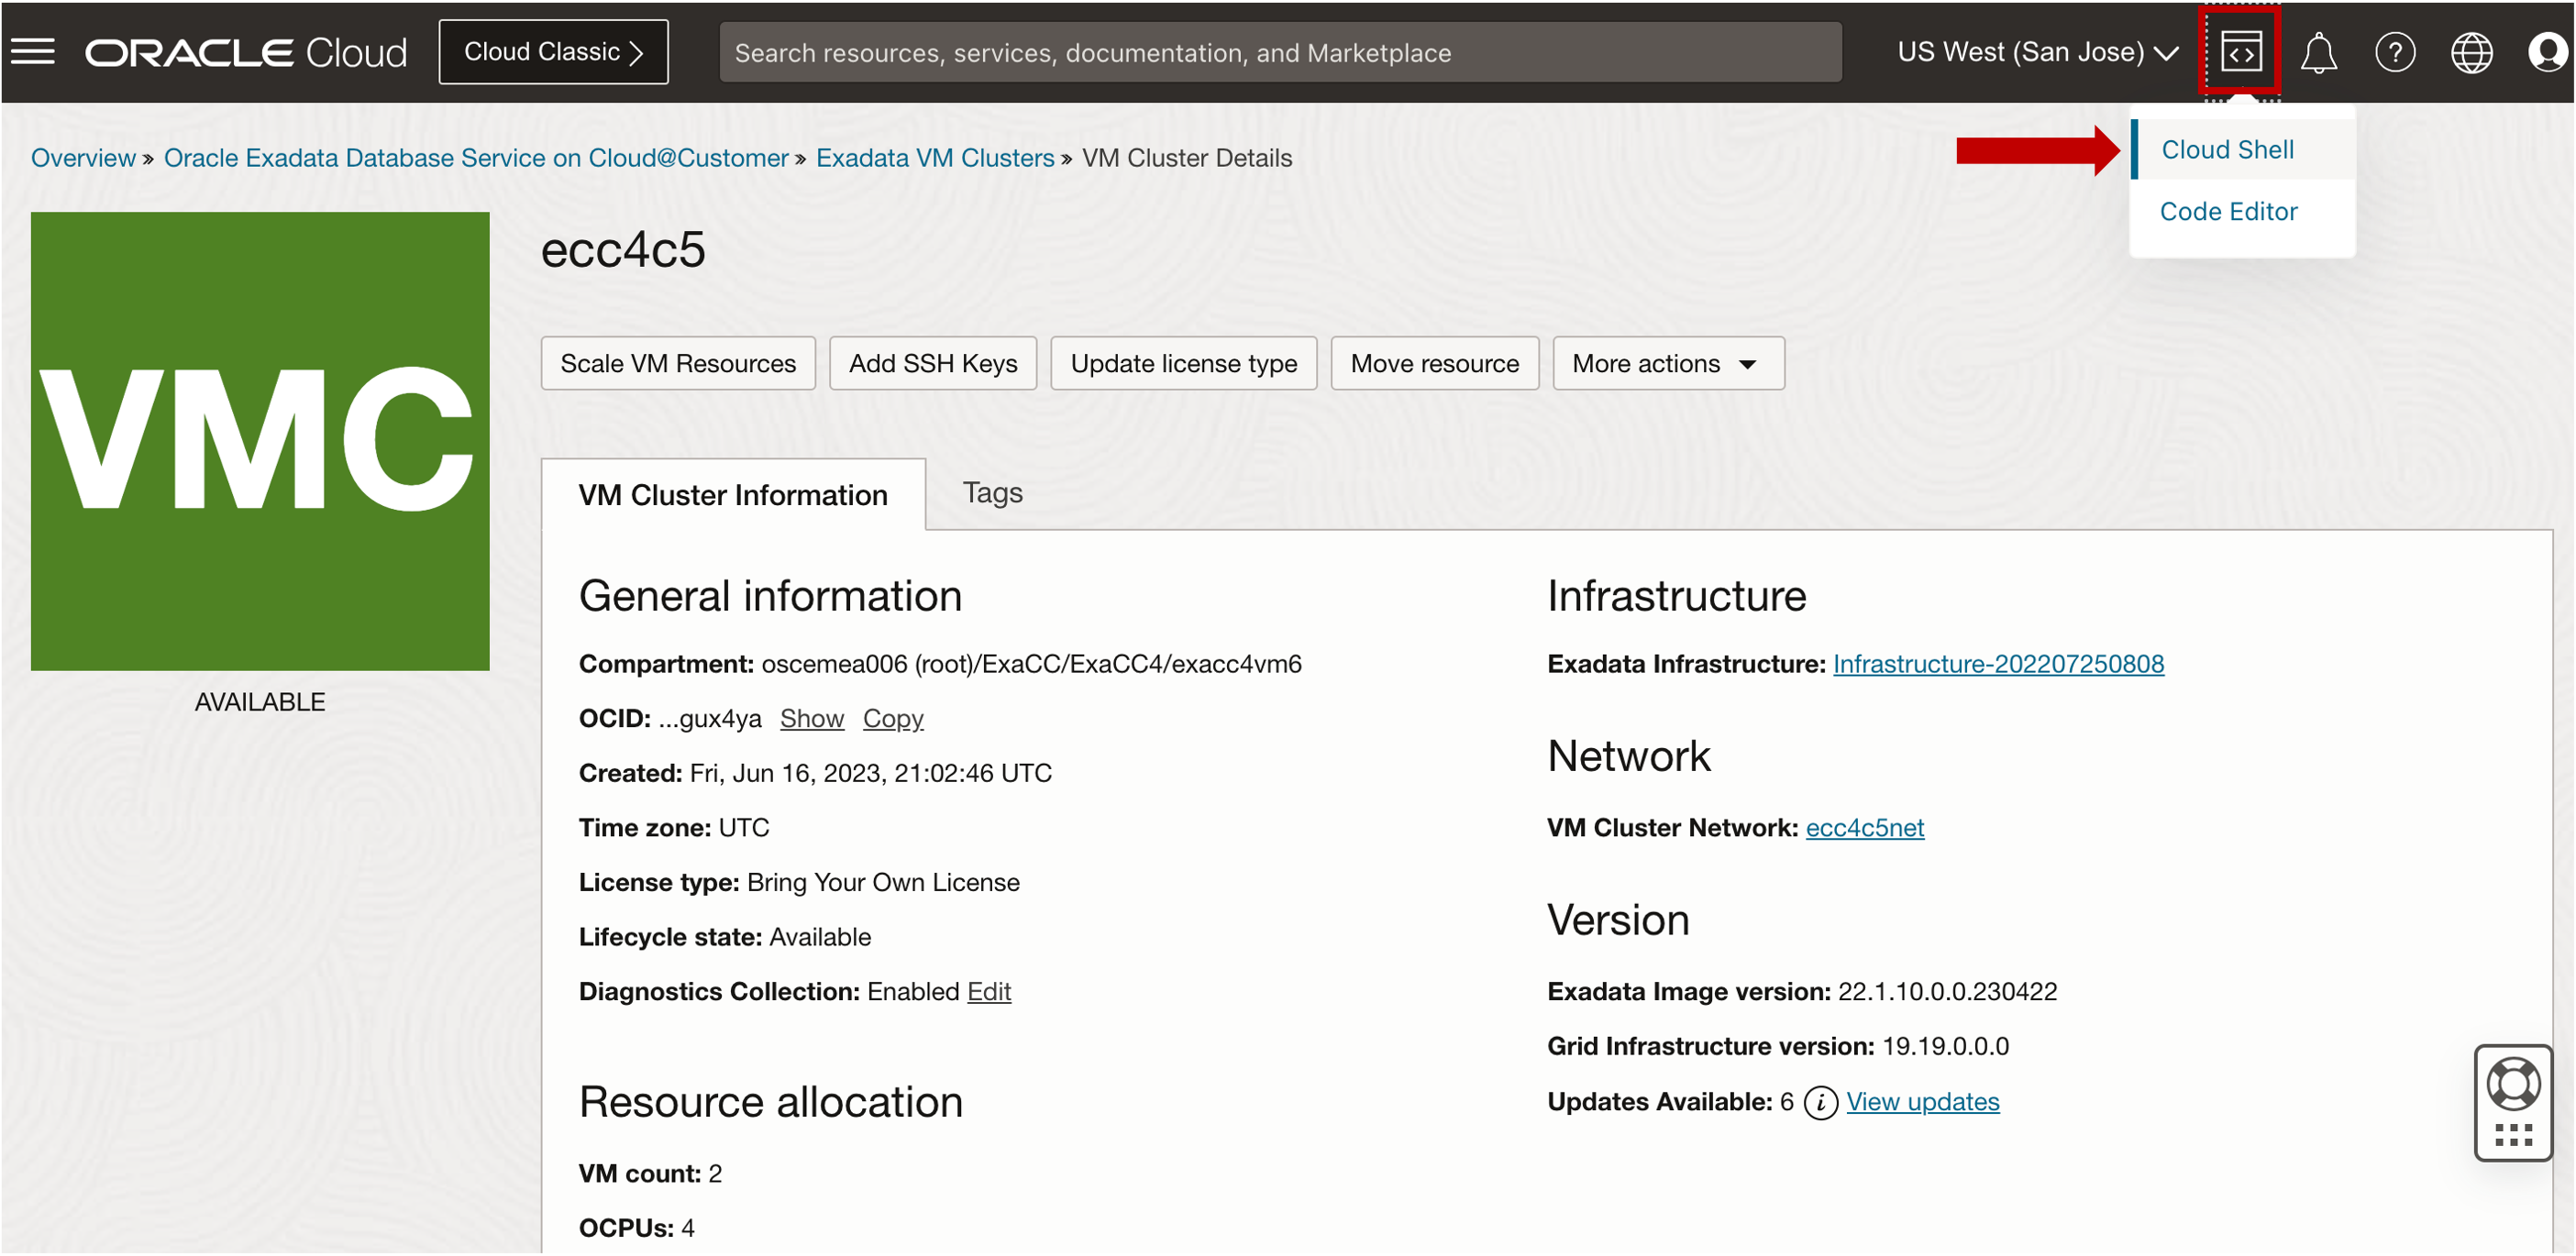 ORACLE Cloud
Cloud Classic
Search resources, services, documentation, and Marketplace
US West (San Jose)
Cloud Shell
Code Editor
Overview » Oracle Exadata Database Service on Cloud@Customer » Exadata VM Clusters » VM Cluster Details
VMC
AVAILABLE
ecc4c5
Scale VM Resources Add SSH Keys Update license type Move resource More actions
VM Cluster Information Tags
General information
Compartment: oscemea006 (root)/ExaCC/ExaCC4/exacc4vm6
OCID: ...gux4ya Show Copy
Created: Fri, Jun 16, 2023, 21:02:46 UTC
Time zone: UTC
License type: Bring Your Own License
Lifecycle state: Available
Diagnostics Collection: Enabled Edit
Resource allocation
VM count: 2
OCPUs: 4
Infrastructure
Exadata Infrastructure: Infrastructure-202207250808
Network
VM Cluster Network: ecc4c5net
Version
Exadata Image version: 22.1.10.0.0.230422
Grid Infrastructure version: 19.19.0.0.0
Updates Available: 6 i View updates